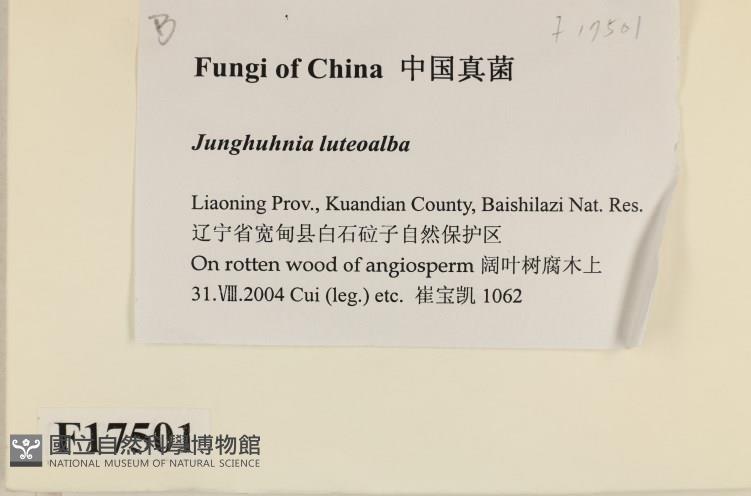 B
F 17501
Fungi of China 中国真菌
Junghuhnia luteoalba
Liaoning Prov., Kuandian County, Baishilazi Nat. Res.
辽宁省宽甸县白石砬子自然保护区
On rotten wood of angiosperm 阔叶树腐木上
31.Ⅷ.2004 Cui (leg.) etc. 崔宝凯 1062
F17501
國立自然科學博物館
NATIONAL MUSEUM OF NATURAL SCIENCE